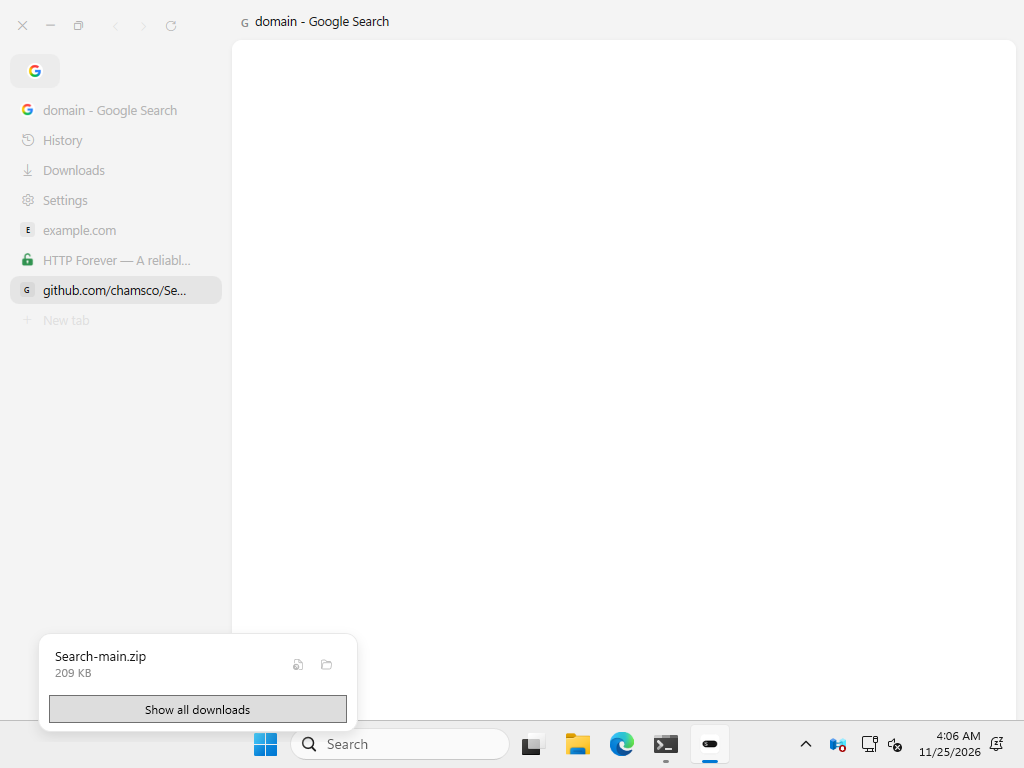 G domain - Google Search
domain - Google Search
History
Downloads
Settings
E example.com
HTTP Forever — A reliabl...
G github.com/chamsco/Se...
New tab
Search-main.zip
209 KB
Show all downloads
Search
4:06 AM
11/25/2026